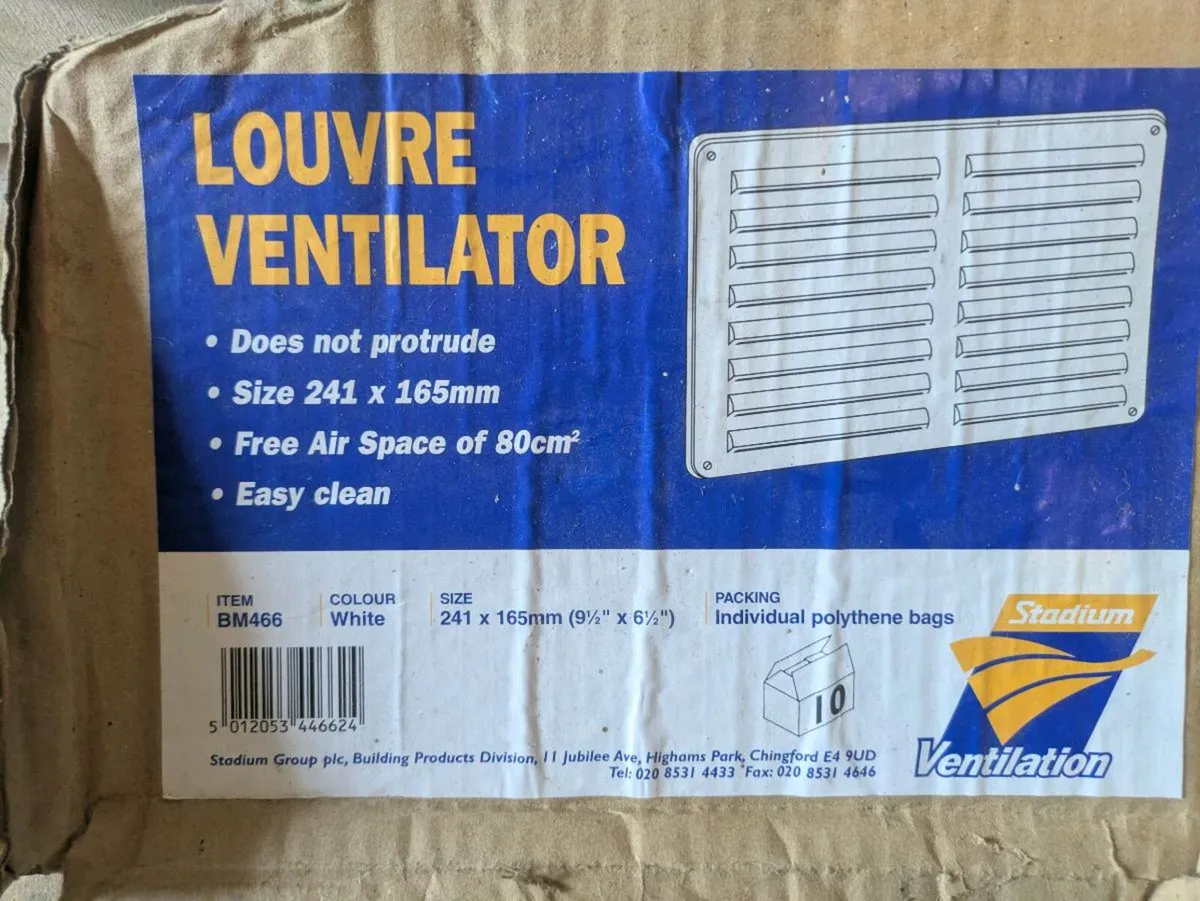 LOUVRE
VENTILATOR
• Does not protrude
• Size 241 x 165mm
• Free Air Space of 80cm²
• Easy clean
ITEM
BM466
COLOUR
White
SIZE
241 x 165mm (9½" x 6½")
PACKING
Individual polythene bags
10
5 012053 446624
Stadium
Ventilation
Stadium Group plc, Building Products Division, 11 Jubilee Ave, Highams Park, Chingford E4 9UD
Tel: 020 8531 4433 Fax: 020 8531 4646